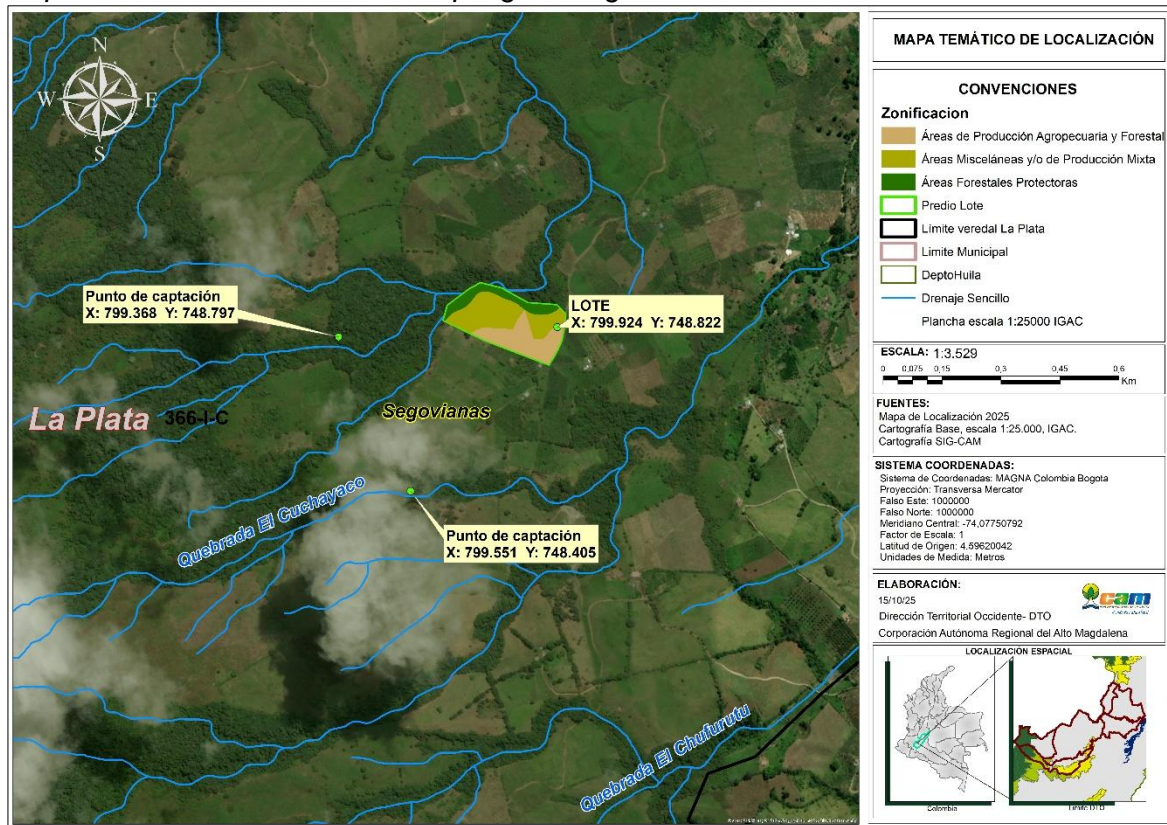 N
W
E
S
Punto de captación
X: 799.368 Y: 748.797
LOTE
X: 799.924 Y: 748.822
La Plata
366-I-C
Segovianas
Quebrada El Cuchayaco
Punto de captación
X: 799.551 Y: 748.405
Quebrada El Chufurutu
MAPA TEMÁTICO DE LOCALIZACIÓN
CONVENCIONES
Zonificacion
Áreas de Producción Agropecuaria y Forestal
Áreas Misceláneas y/o de Producción Mixta
Áreas Forestales Protectoras
Predio Lote
Límite veredal La Plata
Limite Municipal
DeptoHuila
Drenaje Sencillo
Plancha escala 1:25000 IGAC
ESCALA: 1:3.529
0 0,075 0,15 0,3 0,45 0,6
Km
FUENTES:
Mapa de Localización 2025
Cartografía Base, escala 1:25.000, IGAC.
Cartografía SIG-CAM
SISTEMA COORDENADAS:
Sistema de Coordenadas: MAGNA Colombia Bogota
Proyección: Transversa Mercator
Falso Este: 1000000
Falso Norte: 1000000
Meridiano Central: -74,07750792
Factor de Escala: 1
Latitud de Origen: 4,59620042
Unidades de Medida: Metros
ELABORACIÓN:
15/10/25
Dirección Territorial Occidente- DTO
Corporación Autónoma Regional del Alto Magdalena
cam
LOCALIZACIÓN ESPACIAL
Colombia
Limite DTO